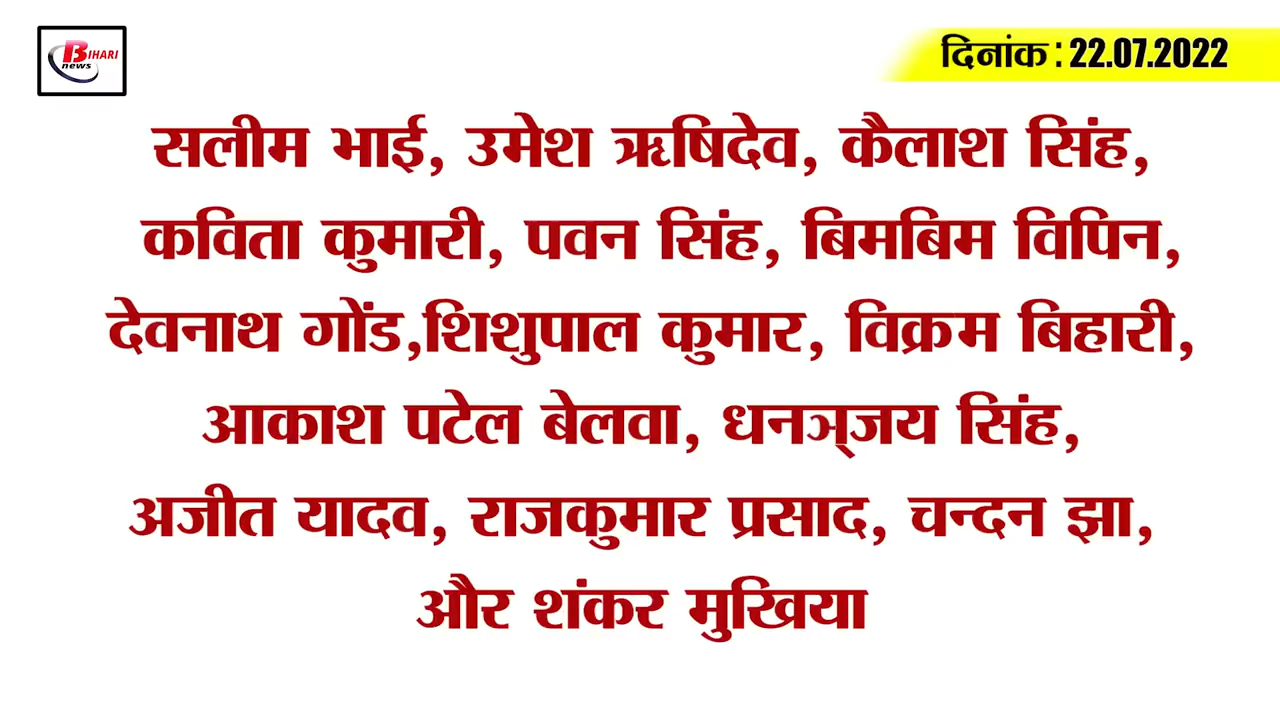 BIHARI
news
दिनांक : 22.07.2022
सलीम भाई, उमेश ऋषिदेव, कैलाश सिंह,
कविता कुमारी, पवन सिंह, बिमबिम विपिन,
देवनाथ गोंड,शिशुपाल कुमार, विक्रम बिहारी,
आकाश पटेल बेलवा, धनञ्जय सिंह,
अजीत यादव, राजकुमार प्रसाद, चन्दन झा,
और शंकर मुखिया